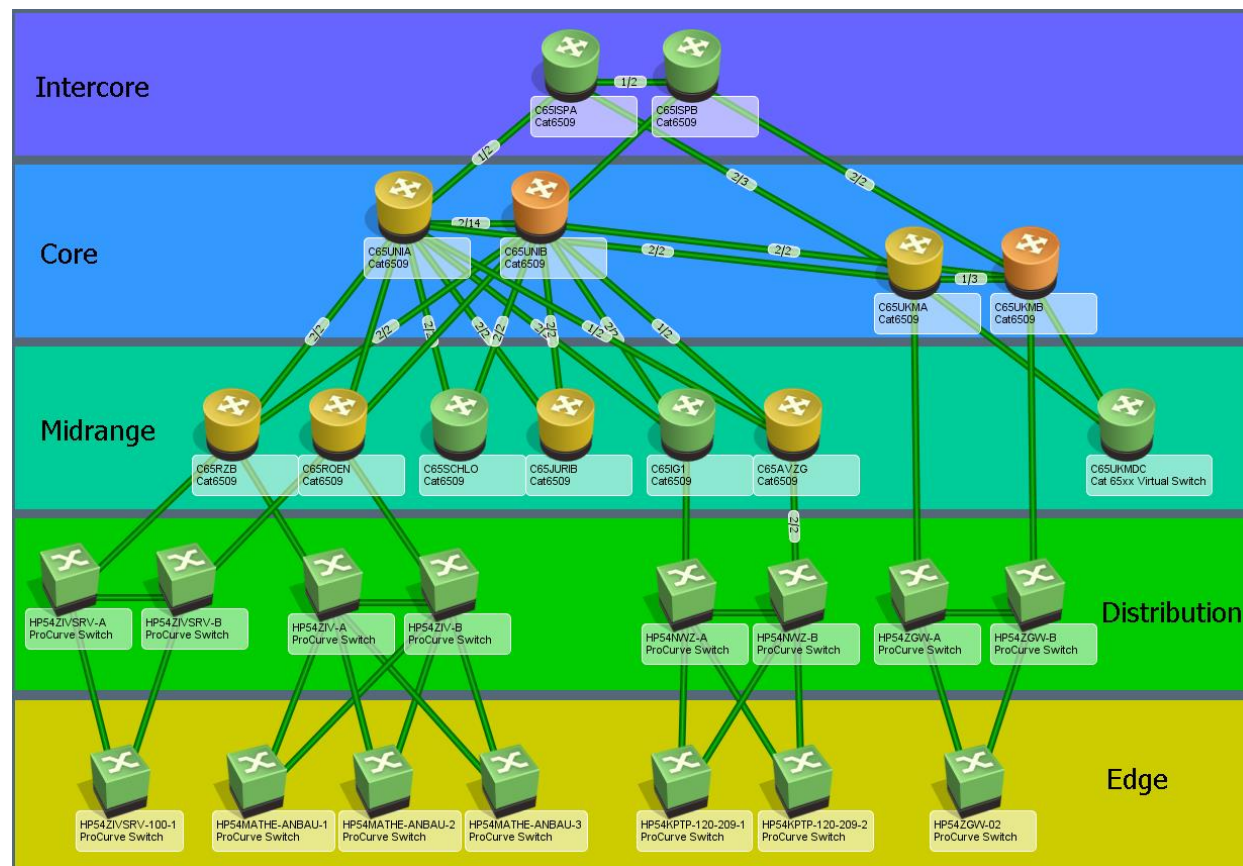 Intercore
1/2
C65ISPA
Cat6509
C65ISPB
Cat6509
1/2
2/3
2/2
Core
2/14
C65UNIA
Cat6509
C65UNIB
Cat6509
2/2
2/2
1/3
C65UKMA
Cat6509
C65UKMB
Cat6509
2/2
2/2
2/2
2/2
2/2
2/2
1/2
2/2
1/2
Midrange
C65RZB
Cat6509
C65ROEN
Cat6509
C65SCHLO
Cat6509
C65JURIB
Cat6509
C65IG1
Cat6509
C65AVZG
Cat6509
C65UKMDC
Cat 65xx Virtual Switch
2/2
Distribution
HP54ZIVSRV-A
ProCurve Switch
HP54ZIVSRV-B
ProCurve Switch
HP54ZIV-A
ProCurve Switch
HP54ZIV-B
ProCurve Switch
HP54NWZ-A
ProCurve Switch
HP54NWZ-B
ProCurve Switch
HP54ZGW-A
ProCurve Switch
HP54ZGW-B
ProCurve Switch
Edge
HP54ZIVSRV-100-1
ProCurve Switch
HP54MATHE-ANBAU-1
ProCurve Switch
HP54MATHE-ANBAU-2
ProCurve Switch
HP54MATHE-ANBAU-3
ProCurve Switch
HP54KPTP-120-209-1
ProCurve Switch
HP54KPTP-120-209-2
ProCurve Switch
HP54ZGW-02
ProCurve Switch